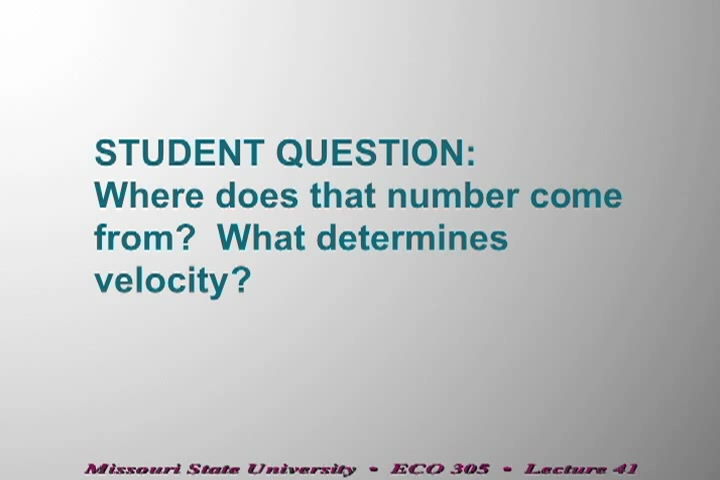 STUDENT QUESTION:
Where does that number come
from?  What determines
velocity?
Missouri State University • ECO 305 • Lecture 41